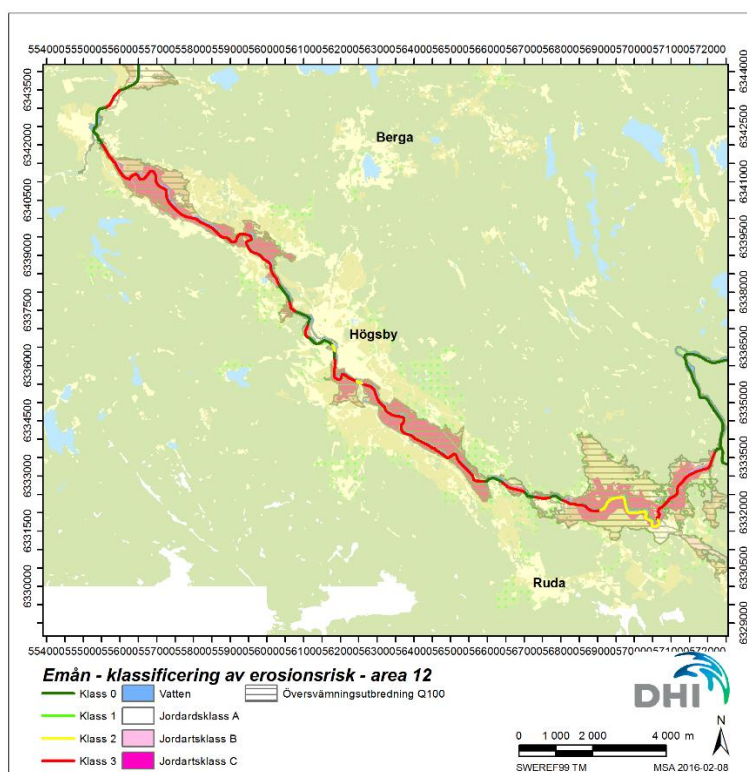 554000555000556000557000558000559000560000561000562000563000564000565000566000567000568000569000570000571000572000
6343500
6344000
6342000
6342500
6340500
6341000
6339000
6339500
6337500
6338000
6336000
6336500
6334500
6335000
6333000
6333500
6331500
6332000
6330000
6330500
6329000
Berga
Högsby
Ruda
554000555000556000557000558000559000560000561000562000563000564000565000566000567000568000569000570000571000572000
Emån - klassificering av erosionsrisk - area 12
Klass 0 Vatten Översvämningsutbredning Q100
Klass 1 Jordardsklass A
Klass 2 Jordartsklass B
Klass 3 Jordartsklass C
DHI
N
0 1 000 2 000 4 000 m
SWEREF99 TM MSA 2016-02-08